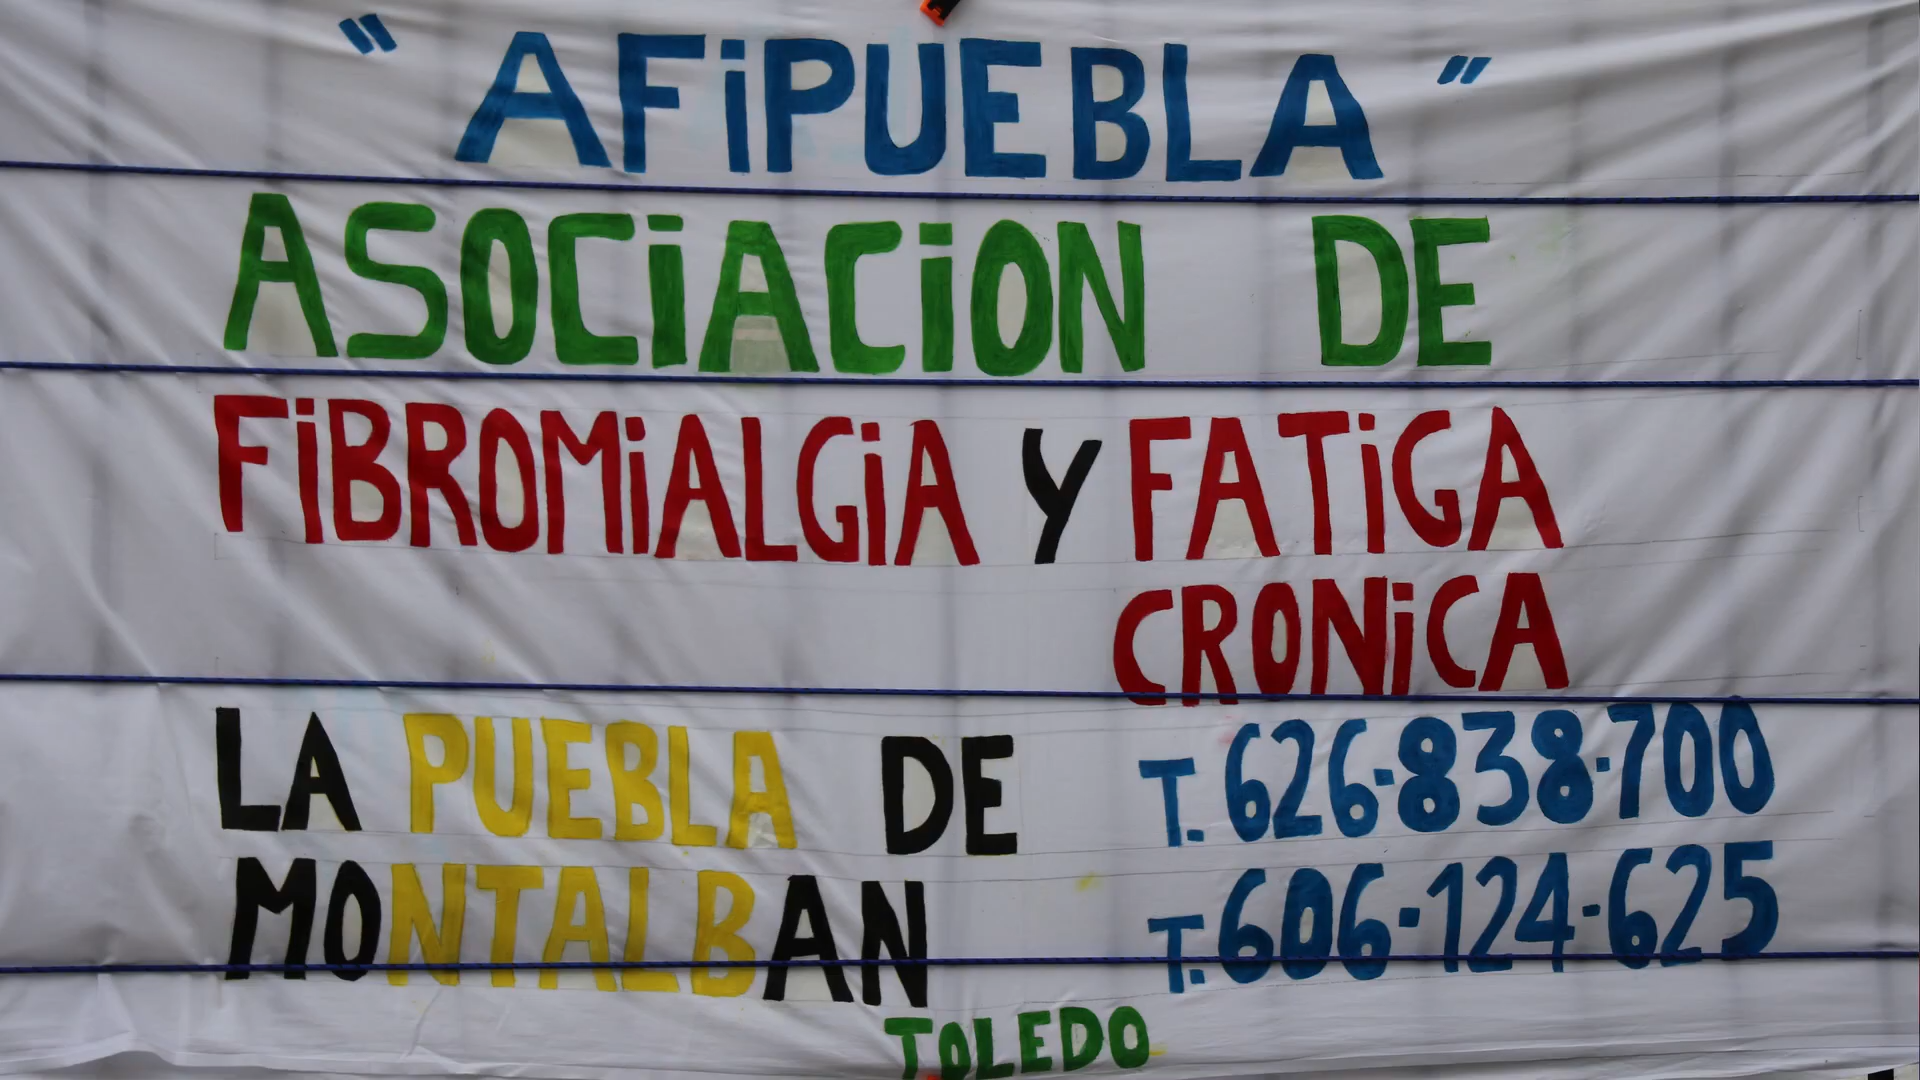 "AFiPUEBLA"
ASOCiACiON DE
FiBROMiALGiA Y FATiGA
CRONiCA
LA PUEBLA DE T. 626-838-700
MONTALBAN T. 606-124-625
TOLEDO